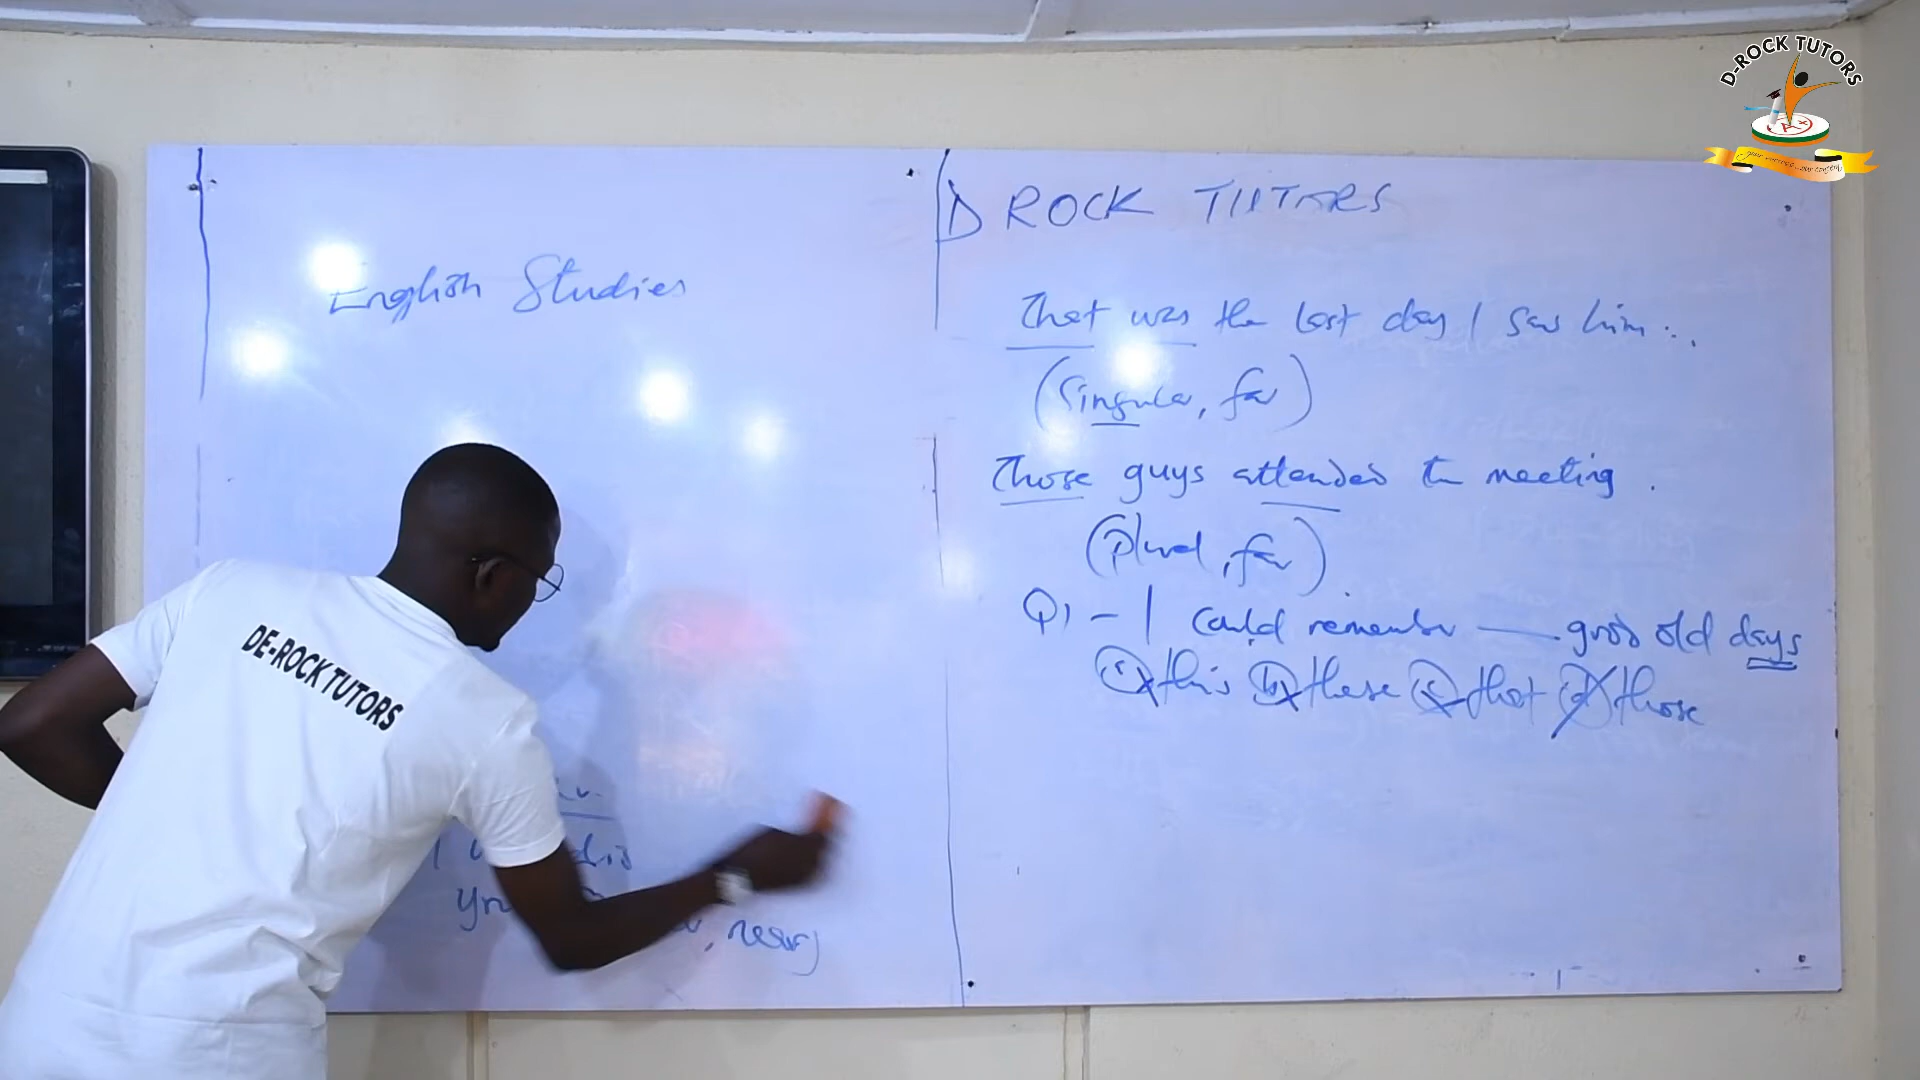 D-ROCK TUTORS
A+
English Studies
D ROCK TUTORS
That was the last day I saw him...
(Singular, far)
Those guys attended the meeting.
(Plural, far)
Q1 - I could remember — good old days
(a) this (b) these (c) that (d) those
DE-ROCK TUTORS
, near)